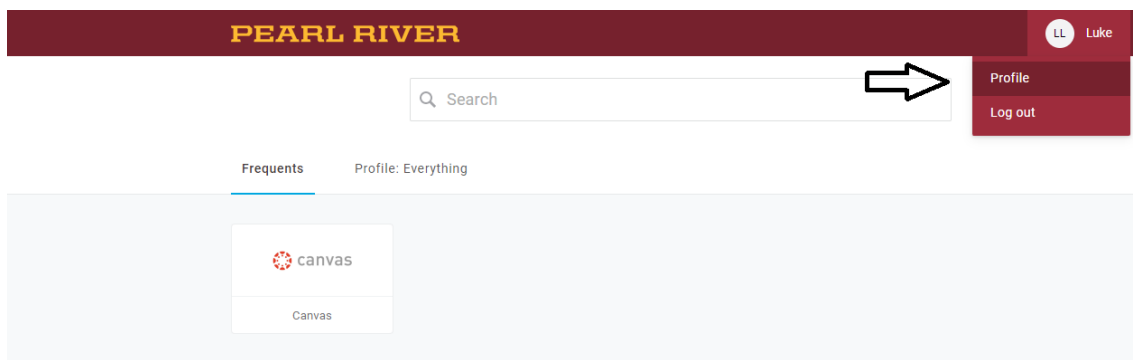 PEARL RIVER
LL Luke
Profile
Log out
Search
Frequents Profile: Everything
canvas
Canvas